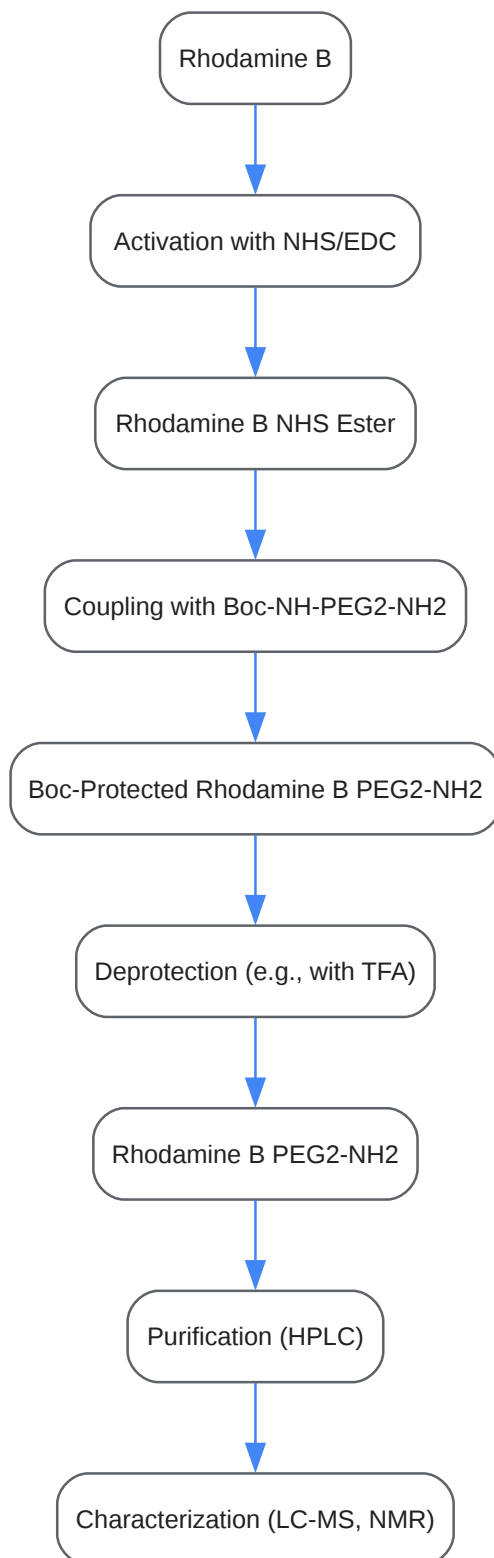 Rhodamine B
Activation with NHS/EDC
Rhodamine B NHS Ester
Coupling with Boc-NH-PEG2-NH2
Boc-Protected Rhodamine B PEG2-NH2
Deprotection (e.g., with TFA)
Rhodamine B PEG2-NH2
Purification (HPLC)
Characterization (LC-MS, NMR)